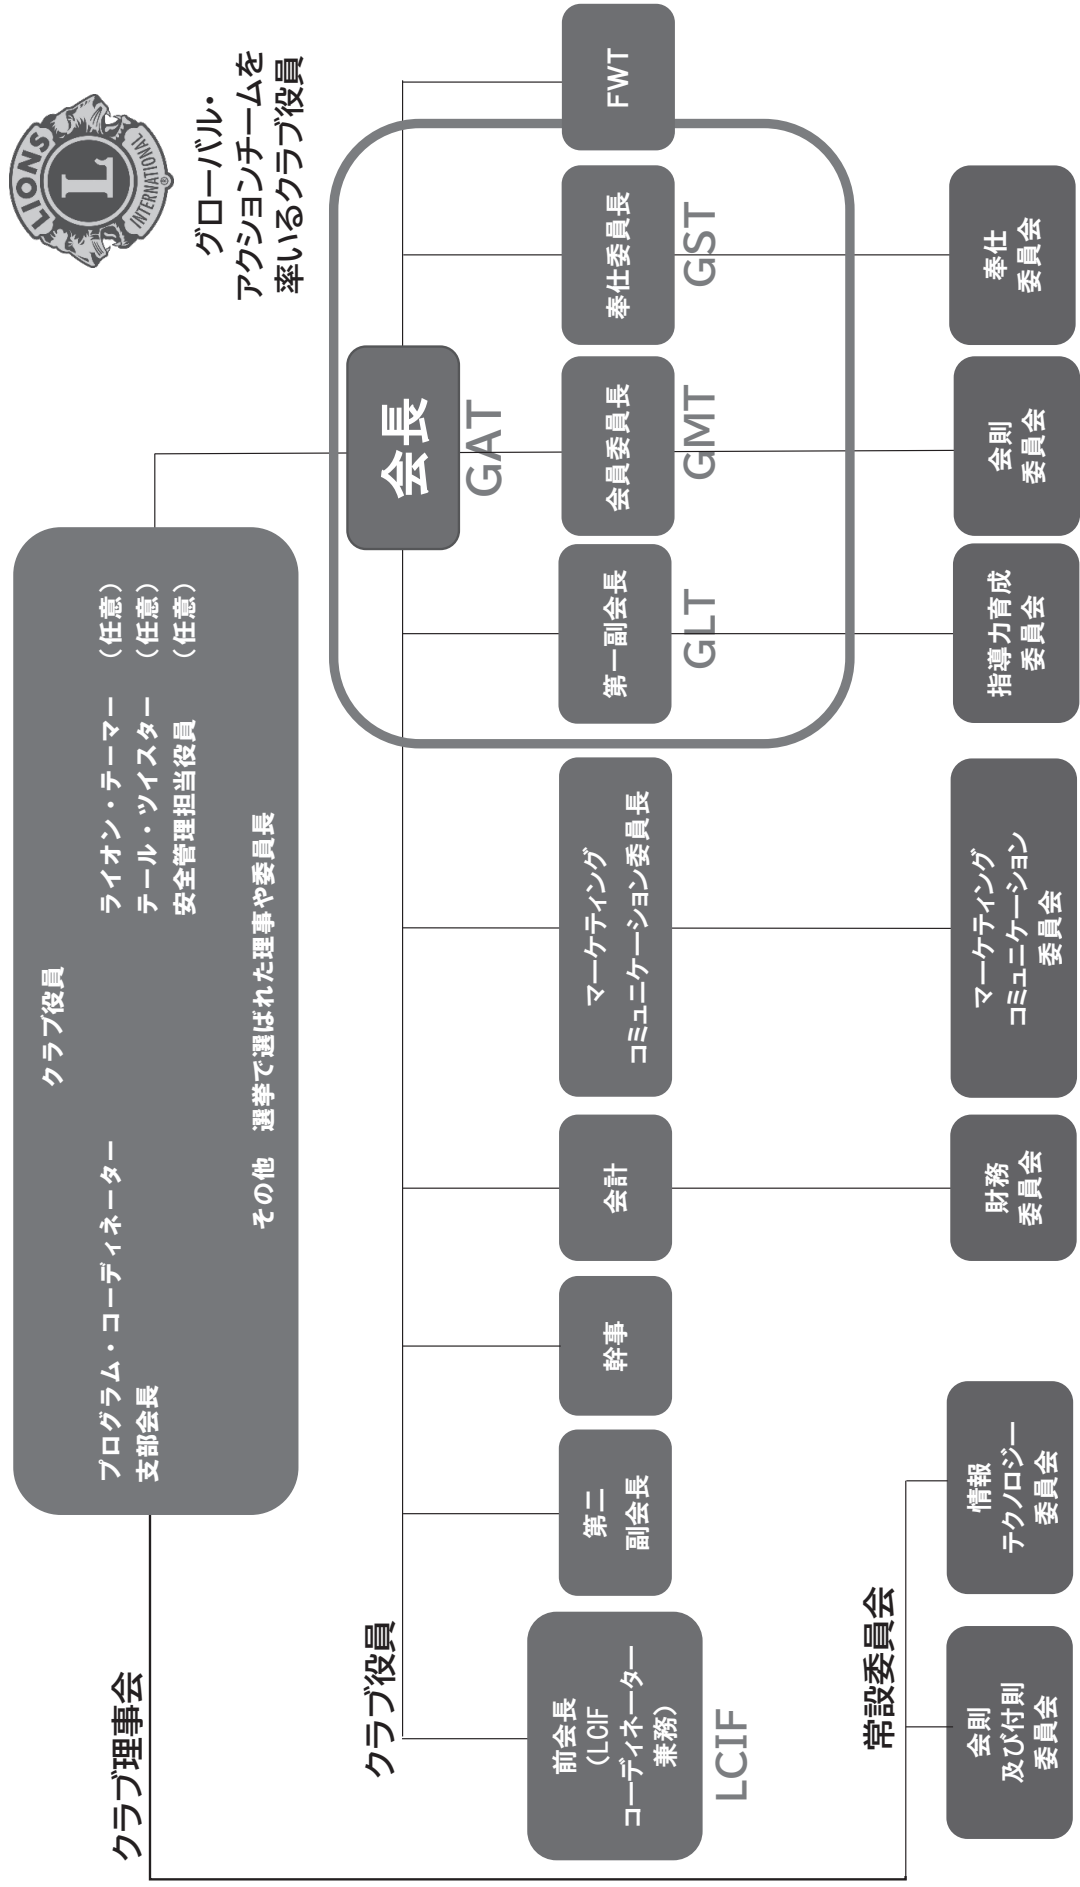 クラブ理事会
クラブ役員
プログラム・コーディネーター
支部会長
ライオン・テーマー (任意)
テール・ツイスター (任意)
安全管理担当役員 (任意)
その他 選挙で選ばれた理事や委員長
LIONS
L
INTERNATIONAL
®
グローバル・
アクションチームを
率いるクラブ役員
クラブ役員
会長
GAT
前会長
(LCIF
コーディネーター
兼務)
LCIF
第二
副会長
幹事
会計
マーケティング
コミュニケーション委員長
第一副会長
GLT
会員委員長
GMT
奉仕委員長
GST
FWT
常設委員会
会則
及び付則
委員会
情報
テクノロジー
委員会
財務
委員会
マーケティング
コミュニケーション
委員会
指導力育成
委員会
会則
委員会
奉仕
委員会